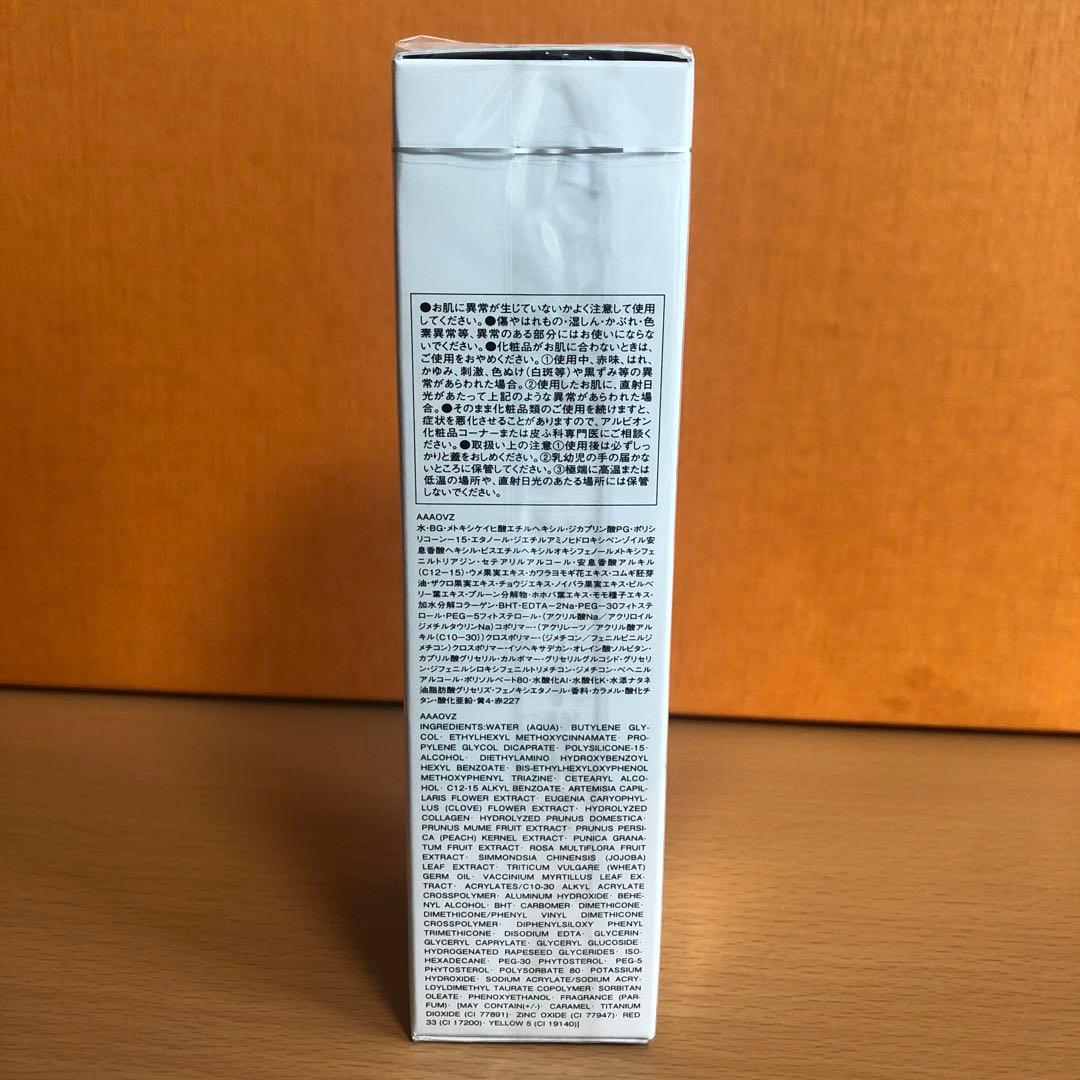 ●お肌に異常が生じていないかよく注意して使用
してください。●傷やはれもの・湿しん・かぶれ・色
素異常等、異常のある部分にはお使いにならな
いでください。●化粧品がお肌に合わないときは、
ご使用をおやめください。①使用中、赤味、はれ、
かゆみ、刺激、色ぬけ(白斑等)や黒ずみ等の異
常があらわれた場合。②使用したお肌に、直射日
光があたって上記のような異常があらわれた場
合。●そのまま化粧品類のご使用を続けますと、
症状を悪化させることがありますので、アルビオン
化粧品コーナーまたは皮ふ科専門医にご相談く
ださい。●取扱い上の注意①使用後は必ずしっ
かりと蓋をおしめください。②乳幼児の手の届かな
いところに保管してください。③極端に高温または
低温の場所や、直射日光のあたる場所には保管
しないでください。
AAAOVZ
水・BG・メトキシケイヒ酸エチルヘキシル・ジカプリン酸PG・ポリシ
リコーン－15・エタノール・ジエチルアミノヒドロキシベンゾイル安
息香酸ヘキシル・ビスエチルヘキシルオキシフェノールメトキシフェ
ニルトリアジン・セテアリルアルコール・安息香酸アルキル
(C12－15)・ウメ果実エキス・カワラヨモギ花エキス・コムギ胚芽
油・ザクロ果実エキス・チョウジエキス・ノイバラ果実エキス・ビルベ
リー葉エキス・プルーン分解物・ホホバ葉エキス・モモ種子エキス・
加水分解コラーゲン・BHT・EDTA－2Na・PEG－30フィトステ
ロール・PEG－5フィトステロール・(アクリル酸Na／アクリロイル
ジメチルタウリンNa)コポリマー・(アクリレーツ／アクリル酸アル
キル(C10－30))クロスポリマー・(ジメチコン／フェニルビニルジ
メチコン)クロスポリマー・イソヘキサデカン・オレイン酸ソルビタン・
カプリル酸グリセリル・カルボマー・グリセリルグルコシド・グリセリ
ン・ジフェニルシロキシフェニルトリメチコン・ジメチコン・ベヘニル
アルコール・ポリソルベート80・水酸化Al・水酸化K・水添ナタネ
油脂肪酸グリセリズ・フェノキシエタノール・香料・カラメル・酸化チ
タン・酸化亜鉛・黄4・赤227
AAAOVZ
INGREDIENTS:WATER (AQUA)· BUTYLENE GLY-
COL· ETHYLHEXYL METHOXYCINNAMATE· PRO-
PYLENE GLYCOL DICAPRATE· POLYSILICONE-15·
ALCOHOL· DIETHYLAMINO HYDROXYBENZOYL
HEXYL BENZOATE· BIS-ETHYLHEXYLOXYPHENOL
METHOXYPHENYL TRIAZINE· CETEARYL ALCO-
HOL· C12-15 ALKYL BENZOATE· ARTEMISIA CAPIL-
LARIS FLOWER EXTRACT· EUGENIA CARYOPHYL-
LUS (CLOVE) FLOWER EXTRACT· HYDROLYZED
COLLAGEN· HYDROLYZED PRUNUS DOMESTICA·
PRUNUS MUME FRUIT EXTRACT· PRUNUS PERSI-
CA (PEACH) KERNEL EXTRACT· PUNICA GRANA-
TUM FRUIT EXTRACT· ROSA MULTIFLORA FRUIT
EXTRACT· SIMMONDSIA CHINENSIS (JOJOBA)
LEAF EXTRACT· TRITICUM VULGARE (WHEAT)
GERM OIL· VACCINIUM MYRTILLUS LEAF EX-
TRACT· ACRYLATES/C10-30 ALKYL ACRYLATE
CROSSPOLYMER· ALUMINUM HYDROXIDE· BEHE-
NYL ALCOHOL· BHT· CARBOMER· DIMETHICONE·
DIMETHICONE/PHENYL VINYL DIMETHICONE
CROSSPOLYMER· DIPHENYLSILOXY PHENYL
TRIMETHICONE· DISODIUM EDTA· GLYCERIN·
GLYCERYL CAPRYLATE· GLYCERYL GLUCOSIDE·
HYDROGENATED RAPESEED GLYCERIDES· ISO-
HEXADECANE· PEG-30 PHYTOSTEROL· PEG-5
PHYTOSTEROL· POLYSORBATE 80· POTASSIUM
HYDROXIDE· SODIUM ACRYLATE/SODIUM ACRY-
LOYLDIMETHYL TAURATE COPOLYMER· SORBITAN
OLEATE· PHENOXYETHANOL· FRAGRANCE (PAR-
FUM)· [MAY CONTAIN(+/-)· CARAMEL· TITANIUM
DIOXIDE (CI 77891)· ZINC OXIDE (CI 77947)· RED
33 (CI 17200)· YELLOW 5 (CI 19140)]